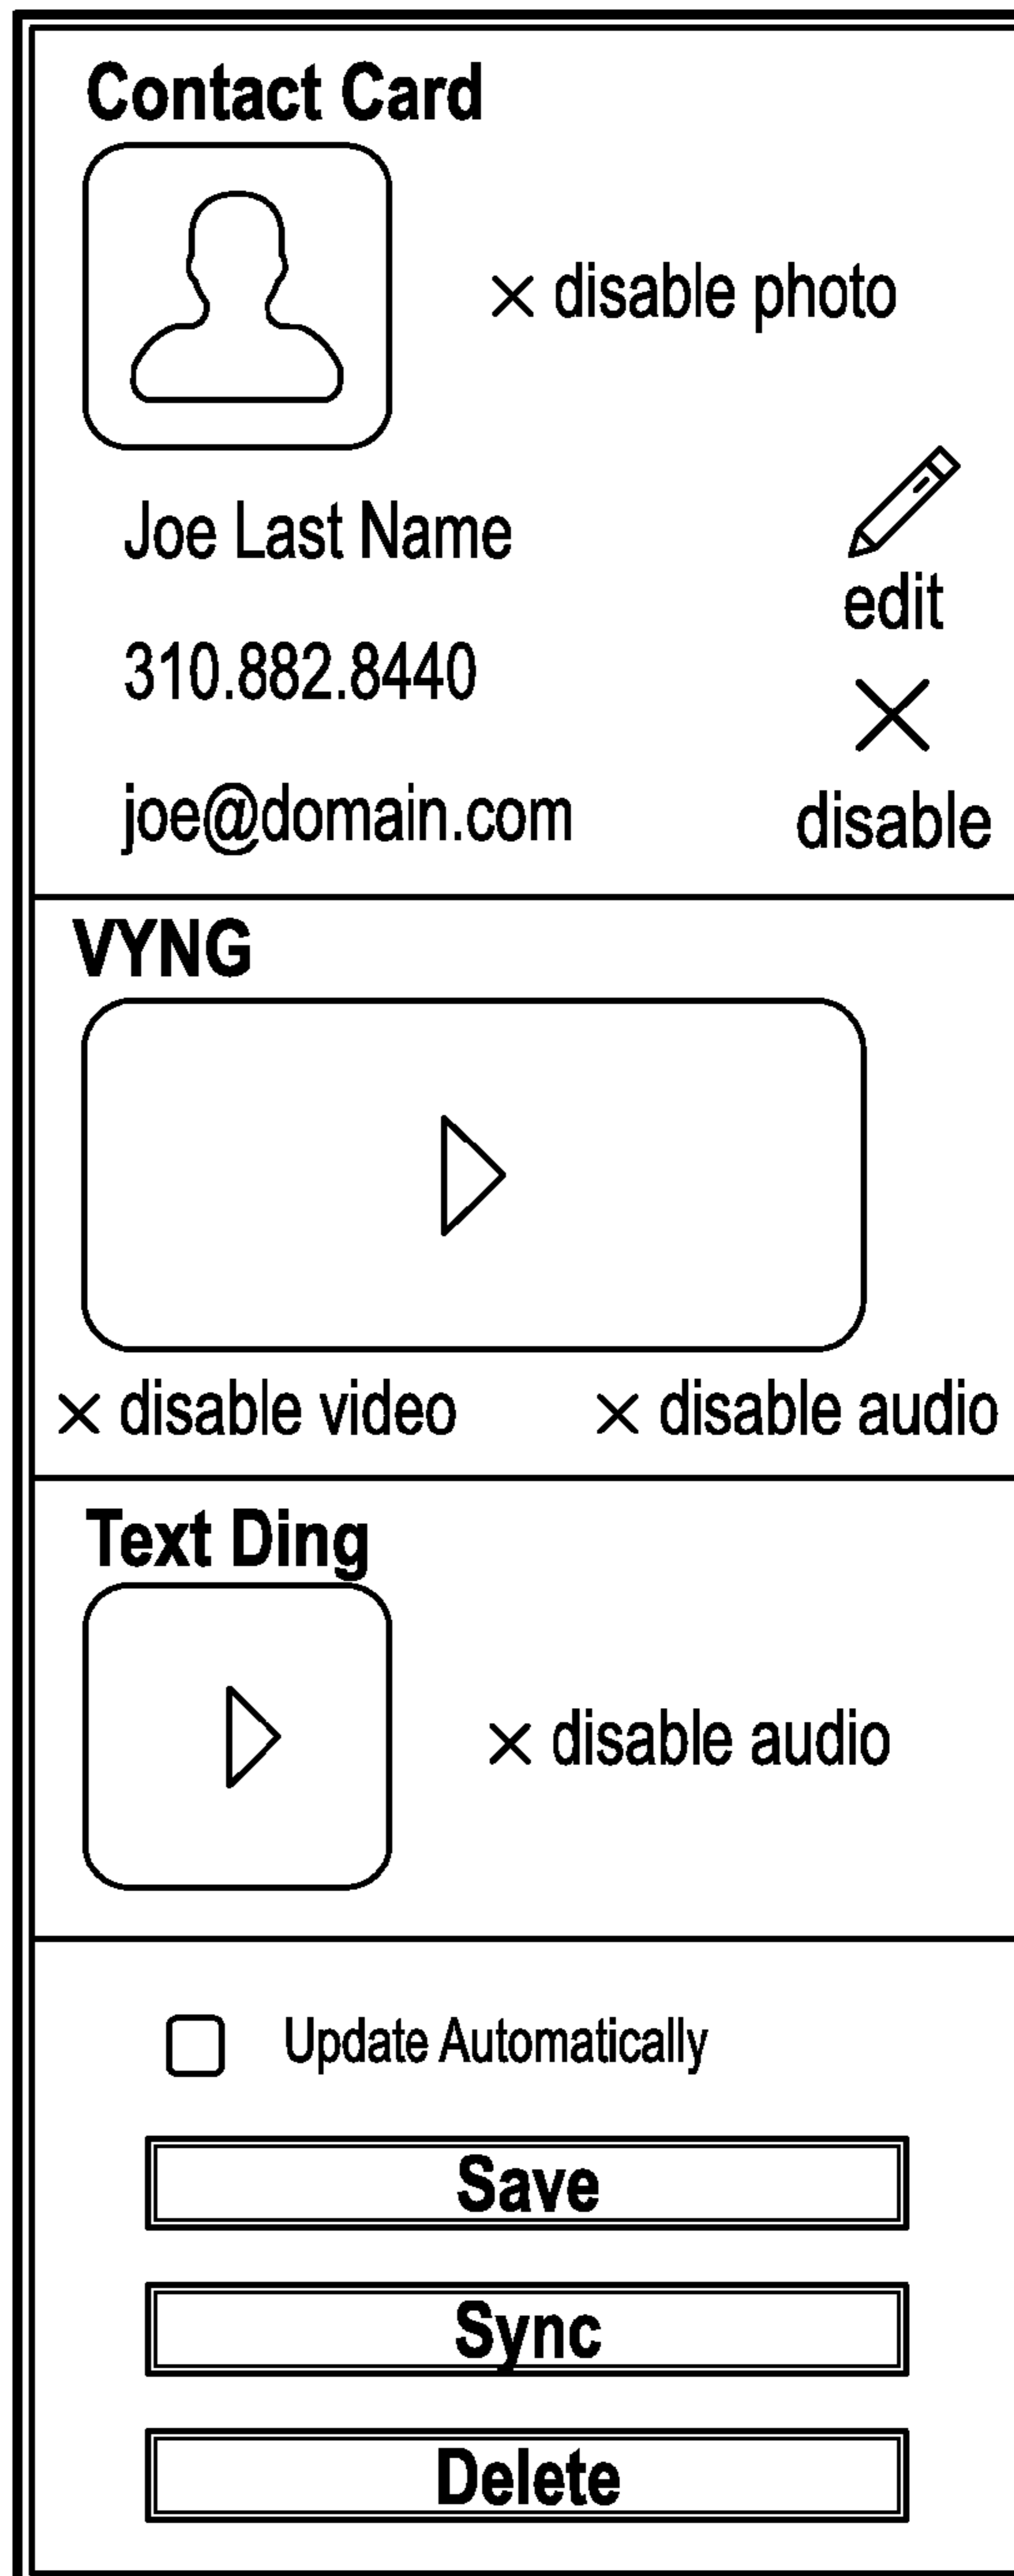 Contact Card
× disable photo
Joe Last Name
edit
310.882.8440
joe@domain.com
disable
VYNG
× disable video × disable audio
Text Ding
× disable audio
Update Automatically
Save
Sync
Delete